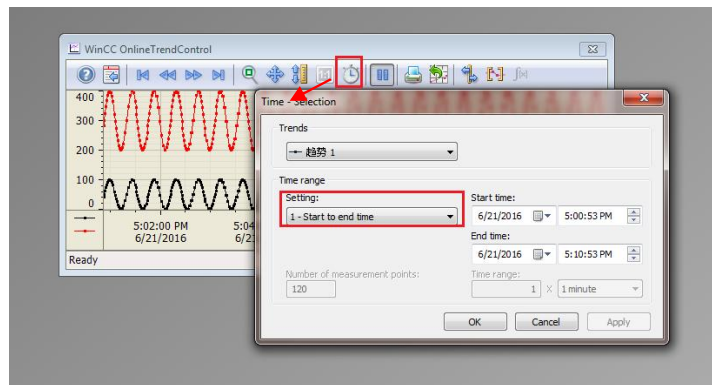 WinCC OnlineTrendControl
400
300
200
100
0
5:02:00 PM
6/21/2016
5:04
6/2
Ready
Time - Selection
Trends
趋势 1
Time range
Setting:
1 - Start to end time
Start time:
6/21/2016 5:00:53 PM
End time:
6/21/2016 5:10:53 PM
Number of measurement points:
120
Time range:
1 X 1 minute
OK Cancel Apply